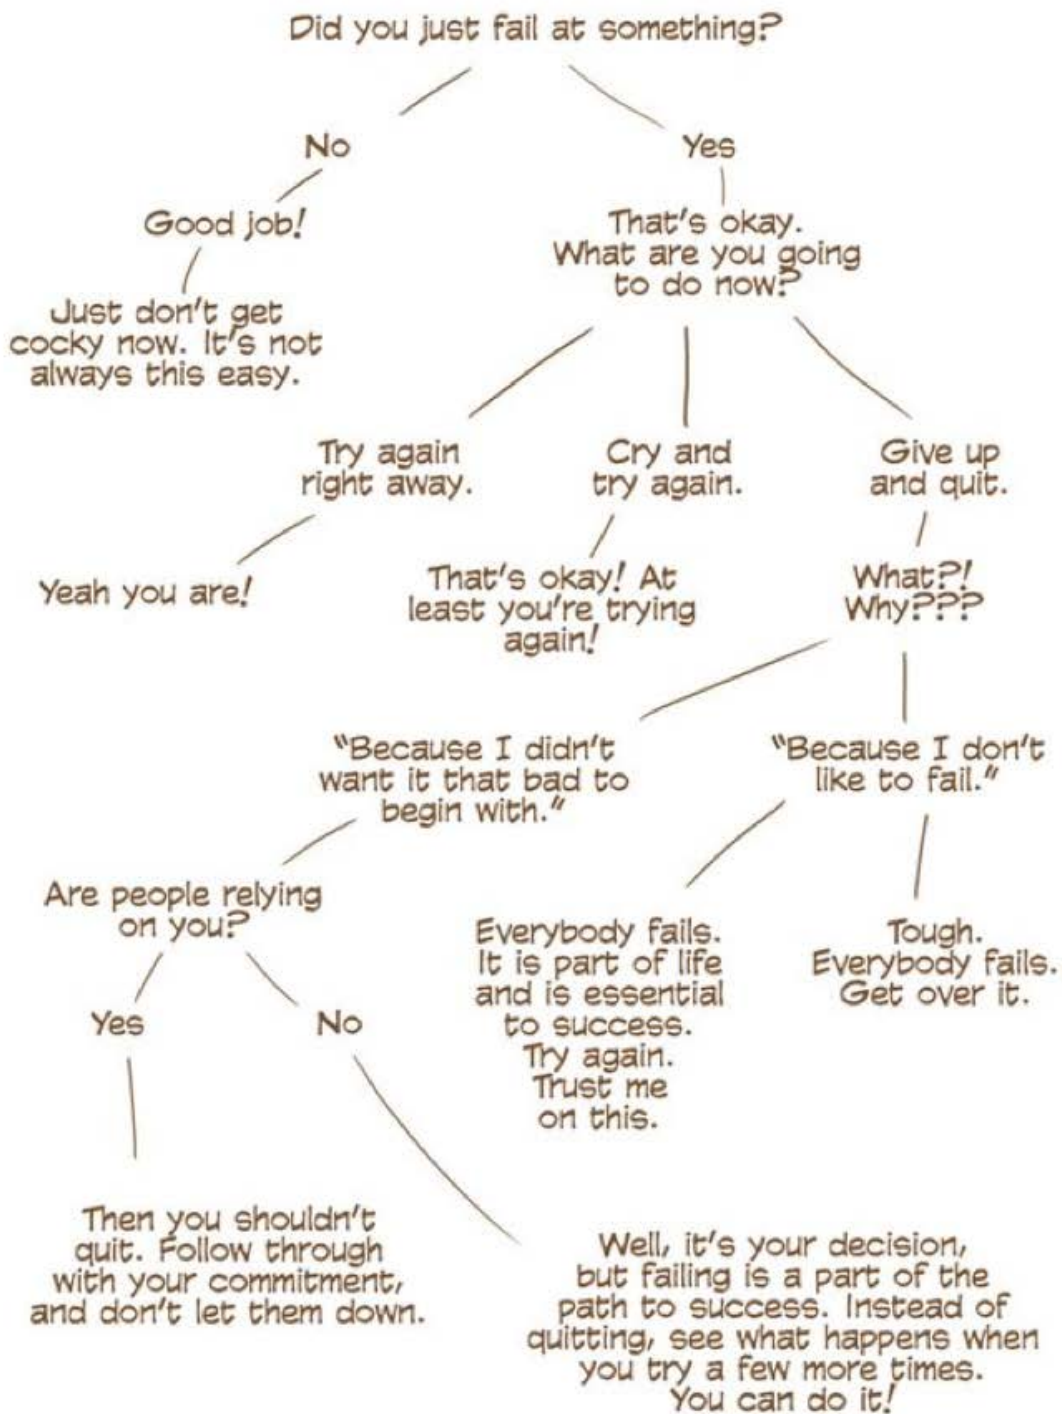 Did you just fail at something?
No
Yes
Good job!
That's okay.
What are you going
to do now?
Just don't get
cocky now. It's not
always this easy.
Try again
right away.
Cry and
try again.
Give up
and quit.
Yeah you are!
That's okay! At
least you're trying
again!
What?!
Why???
"Because I didn't
want it that bad to
begin with."
"Because I don't
like to fail."
Are people relying
on you?
Everybody fails.
It is part of life
and is essential
to success.
Try again.
Trust me
on this.
Tough.
Everybody fails.
Get over it.
Yes
No
Then you shouldn't
quit. Follow through
with your commitment,
and don't let them down.
Well, it's your decision,
but failing is a part of the
path to success. Instead of
quitting, see what happens when
you try a few more times.
You can do it!